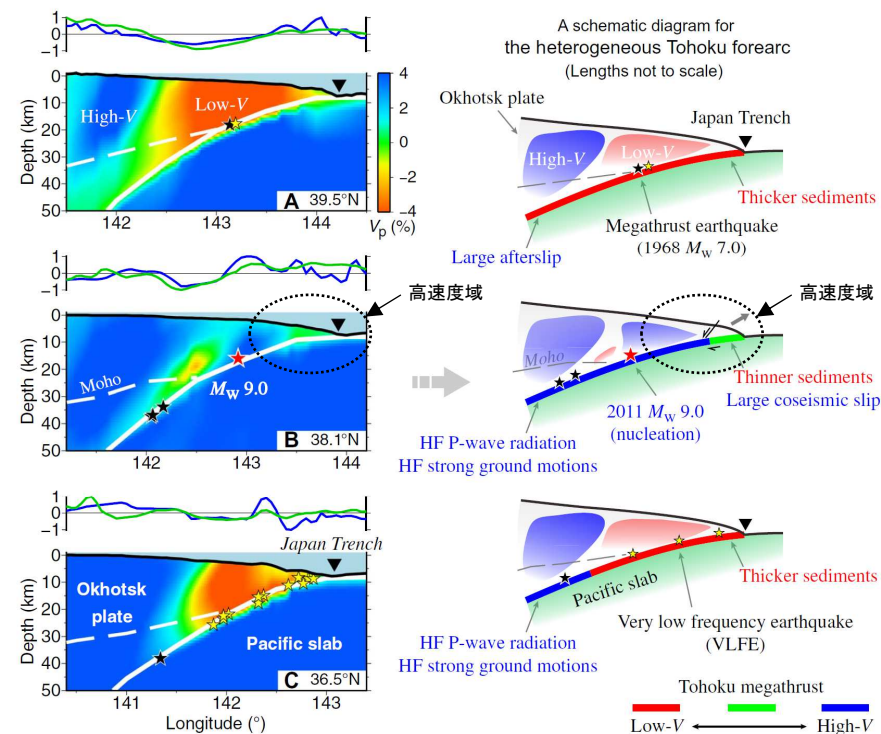 1
0
-1
0
10
20
30
40
50
Depth (km)
High-V
Low-V
A
39.5°N
142
143
144
4
3
2
1
0
−1
−2
−3
−4
Vp (%)
1
0
-1
0
10
20
30
40
50
Depth (km)
高速度域
Moho
Mw 9.0
B
38.1°N
142
143
144
1
0
-1
Japan Trench
0
10
20
30
40
50
Depth (km)
Okhotsk
plate
Pacific slab
C
36.5°N
141
142
143
Longitude (°)
A schematic diagram for
the heterogeneous Tohoku forearc
(Lengths not to scale)
Okhotsk plate
Japan Trench
High-V
Low-V
Thicker sediments
Megathrust earthquake
(1968 Mw 7.0)
Large afterslip
高速度域
Moho
Thinner sediments
Large coseismic slip
2011 Mw 9.0
(nucleation)
HF P-wave radiation
HF strong ground motions
Pacific slab
Thicker sediments
Very low frequency earthquake
(VLFE)
HF P-wave radiation
HF strong ground motions
Tohoku megathrust
Low-V
High-V